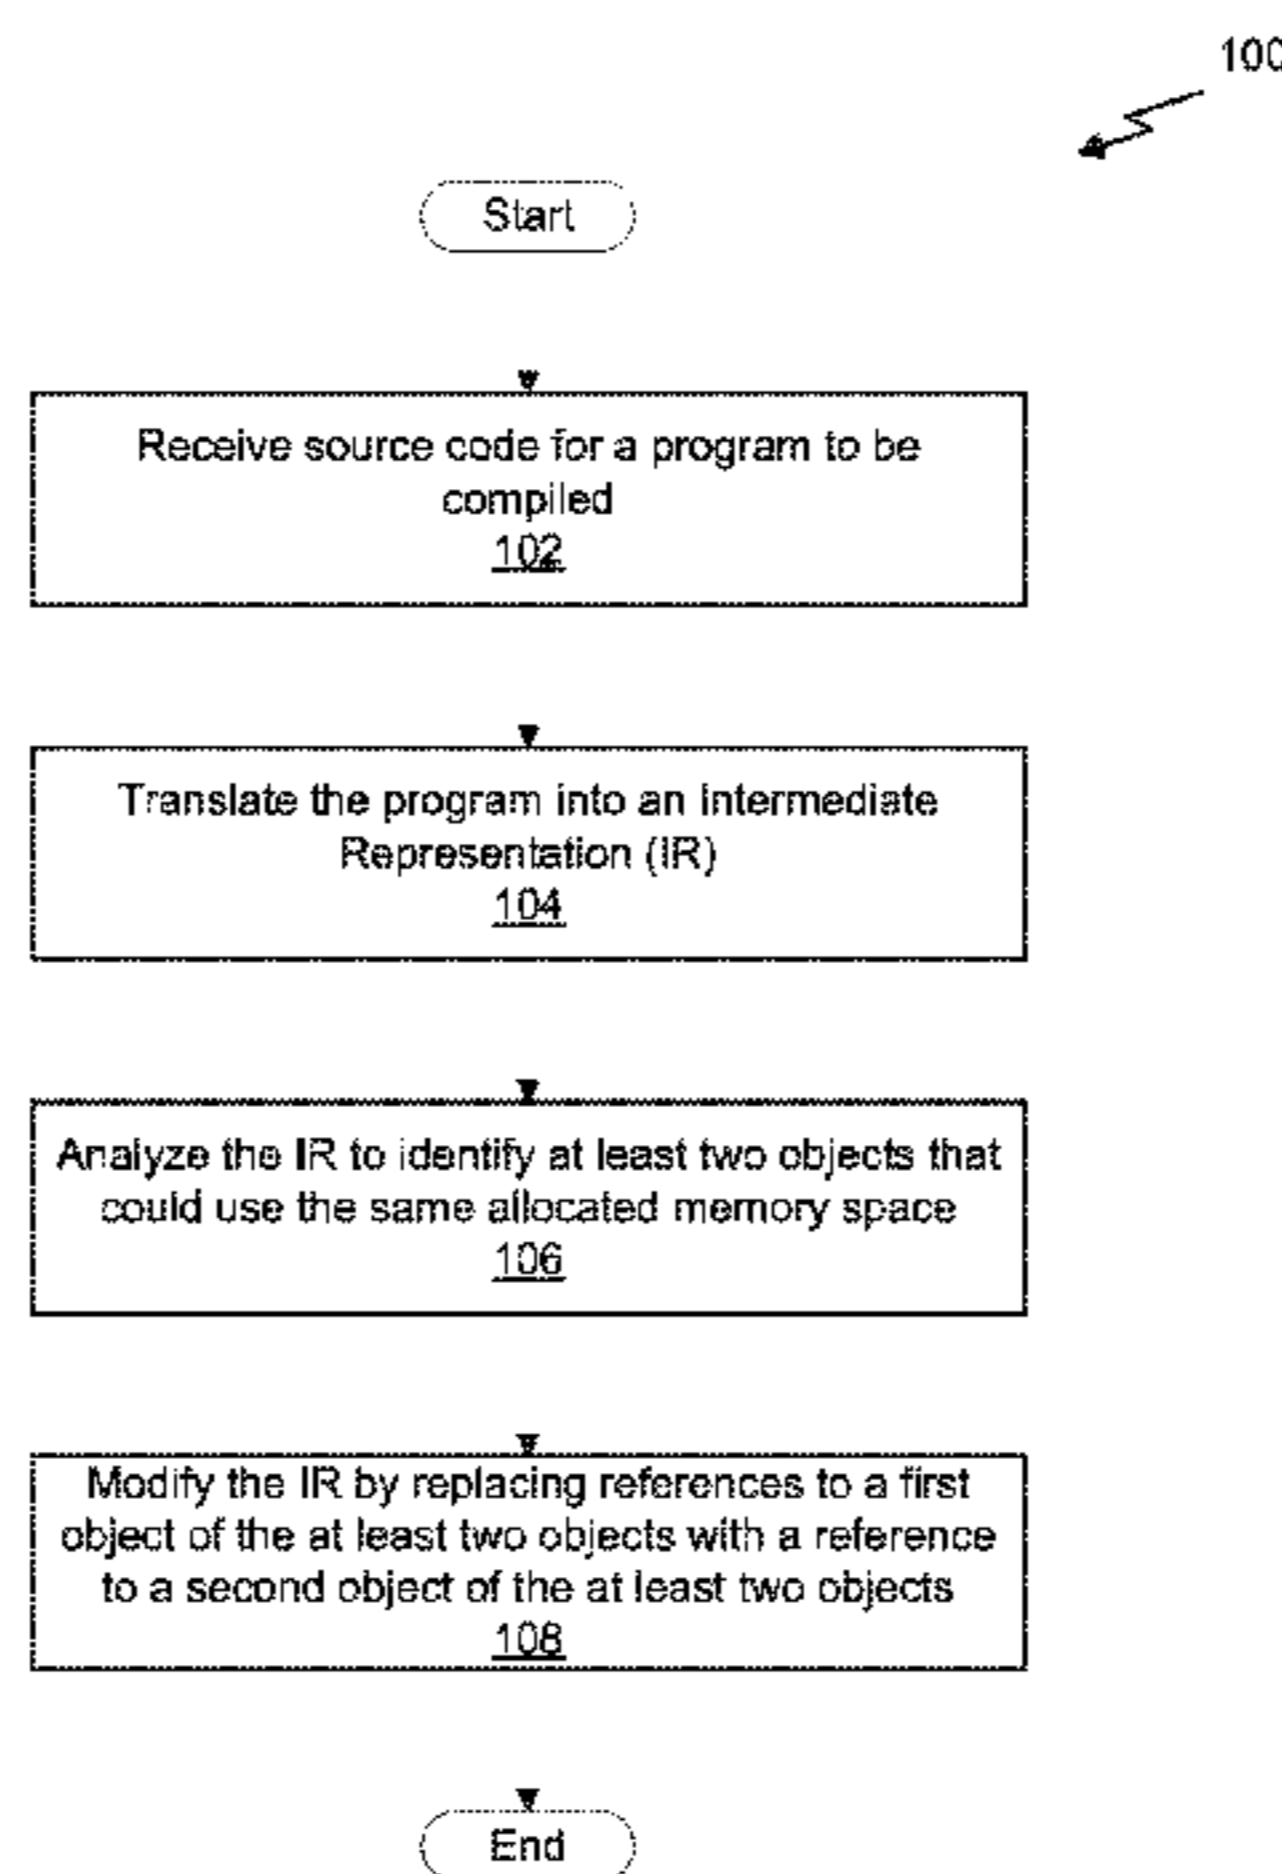 100
Start
Receive source code for a program to be
compiled
102
Translate the program into an Intermediate
Representation (IR)
104
Analyze the IR to identify at least two objects that
could use the same allocated memory space
106
Modify the IR by replacing references to a first
object of the at least two objects with a reference
to a second object of the at least two objects
108
End